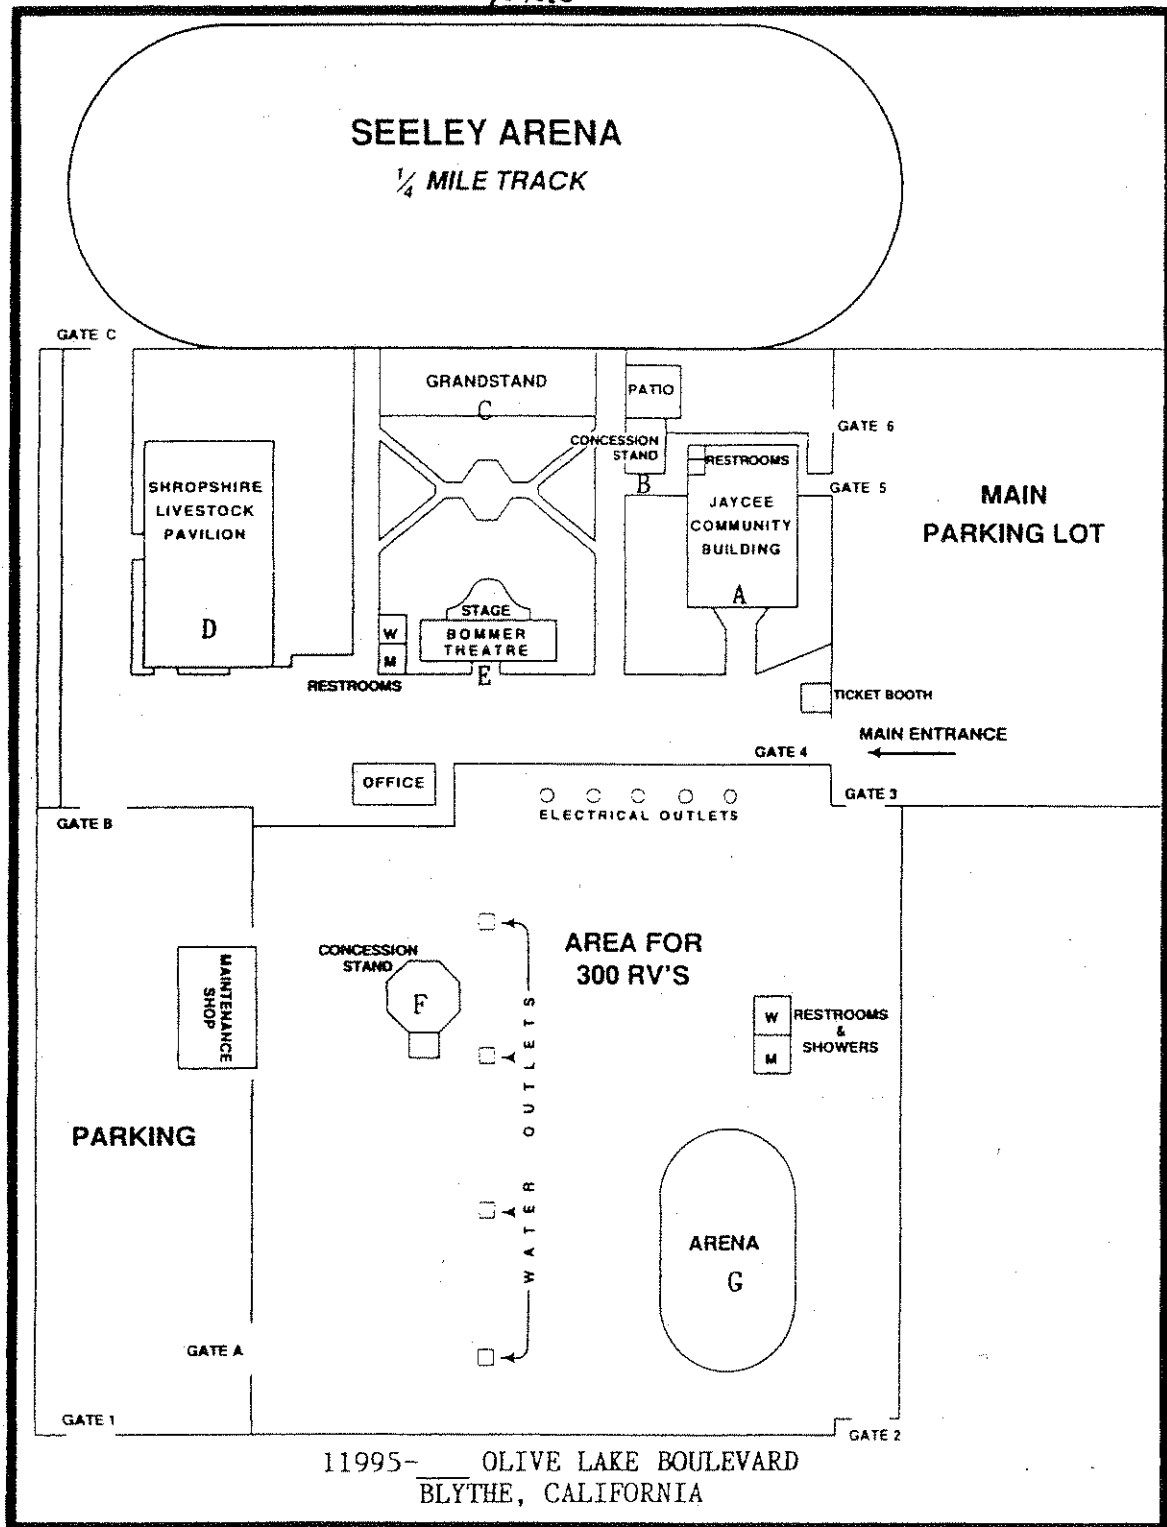 SEELEY ARENA
1/4 MILE TRACK
GATE C
GRANDSTAND
C
PATIO
GATE 6
CONCESSION
STAND
B
RESTROOMS
GATE 5
SHROPSHIRE
LIVESTOCK
PAVILION
D
JAYCEE
COMMUNITY
BUILDING
A
MAIN
PARKING LOT
STAGE
BOMMER
THEATRE
E
W
M
RESTROOMS
TICKET BOOTH
MAIN ENTRANCE
GATE 4
OFFICE
GATE 3
ELECTRICAL OUTLETS
GATE B
MAINTENANCE
SHOP
CONCESSION
STAND
F
AREA FOR
300 RV'S
WATER OUTLETS
W
M
RESTROOMS
&
SHOWERS
PARKING
ARENA
G
GATE A
GATE 1
GATE 2
11995-___ OLIVE LAKE BOULEVARD
BLYTHE, CALIFORNIA